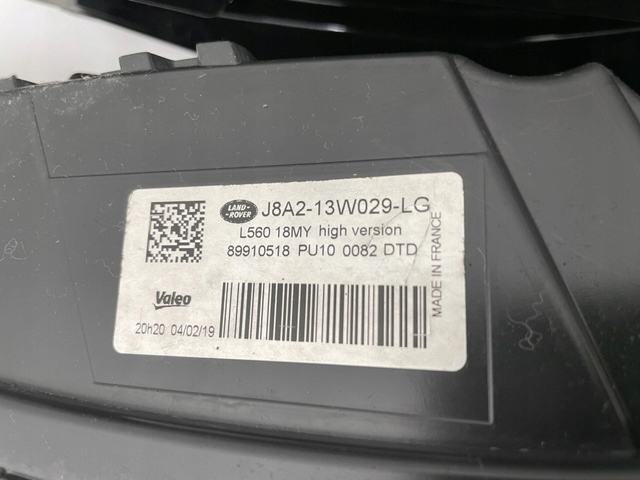 LAND-
ROVER
J8A2-13W029-LG
L560 18MY high version
89910518 PU10 0082 DTD
MADE IN FRANCE
Valeo
20h20 04/02/19